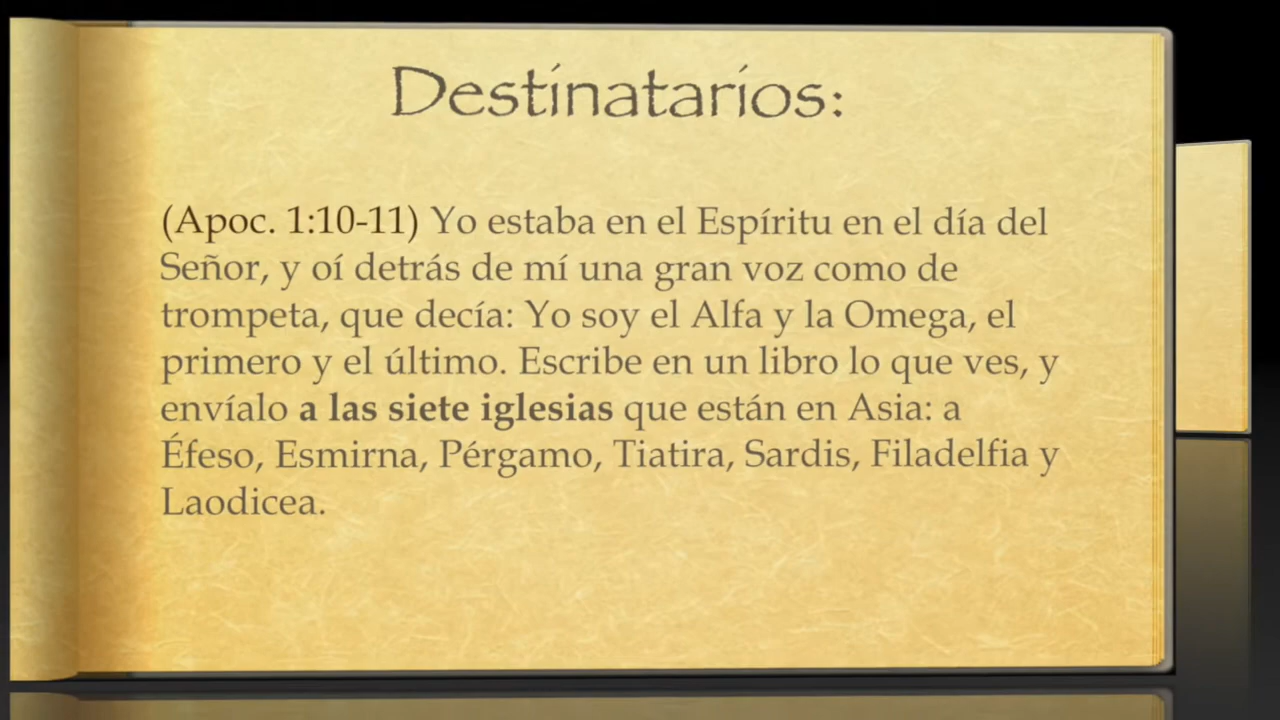 Destinatarios:
(Apoc. 1:10-11) Yo estaba en el Espíritu en el día del
Señor, y oí detrás de mí una gran voz como de
trompeta, que decía: Yo soy el Alfa y la Omega, el
primero y el último. Escribe en un libro lo que ves, y
envíalo a las siete iglesias que están en Asia: a
Éfeso, Esmirna, Pérgamo, Tiatira, Sardis, Filadelfia y
Laodicea.